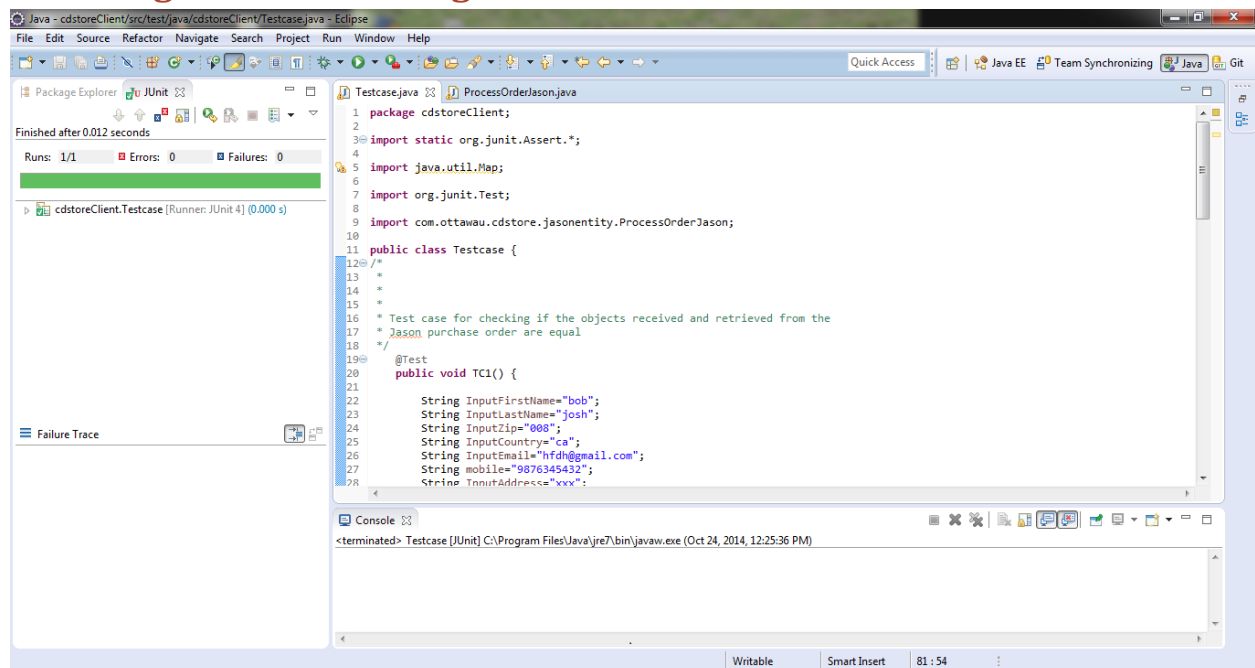 Java - cdstoreClient/src/test/java/cdstoreClient/Testcase.java - Eclipse
File Edit Source Refactor Navigate Search Project Run Window Help
Quick Access Java EE Team Synchronizing Java Git
Package Explorer JUnit
Finished after 0.012 seconds
Runs: 1/1 Errors: 0 Failures: 0
cdstoreClient.Testcase [Runner: JUnit 4] (0.000 s)
Failure Trace
Testcase.java ProcessOrderJason.java
1 package cdstoreClient;
2
3 import static org.junit.Assert.*;
4
5 import java.util.Map;
6
7 import org.junit.Test;
8
9 import com.ottawau.cdstore.jasonentity.ProcessOrderJason;
10
11 public class Testcase {
12 /*
13 *
14 *
15 *
16 * Test case for checking if the objects received and retrieved from the
17 * Jason purchase order are equal
18 */
19 @Test
20 public void TC1() {
21
22 String InputFirstName="bob";
23 String InputLastName="josh";
24 String InputZip="008";
25 String InputCountry="ca";
26 String InputEmail="hfdh@gmail.com";
27 String mobile="9876345432";
28 String InputAddress="xxx";
Console
<terminated> Testcase [JUnit] C:\Program Files\Java\jre7\bin\javaw.exe (Oct 24, 2014, 12:25:36 PM)
Writable Smart Insert 81 : 54